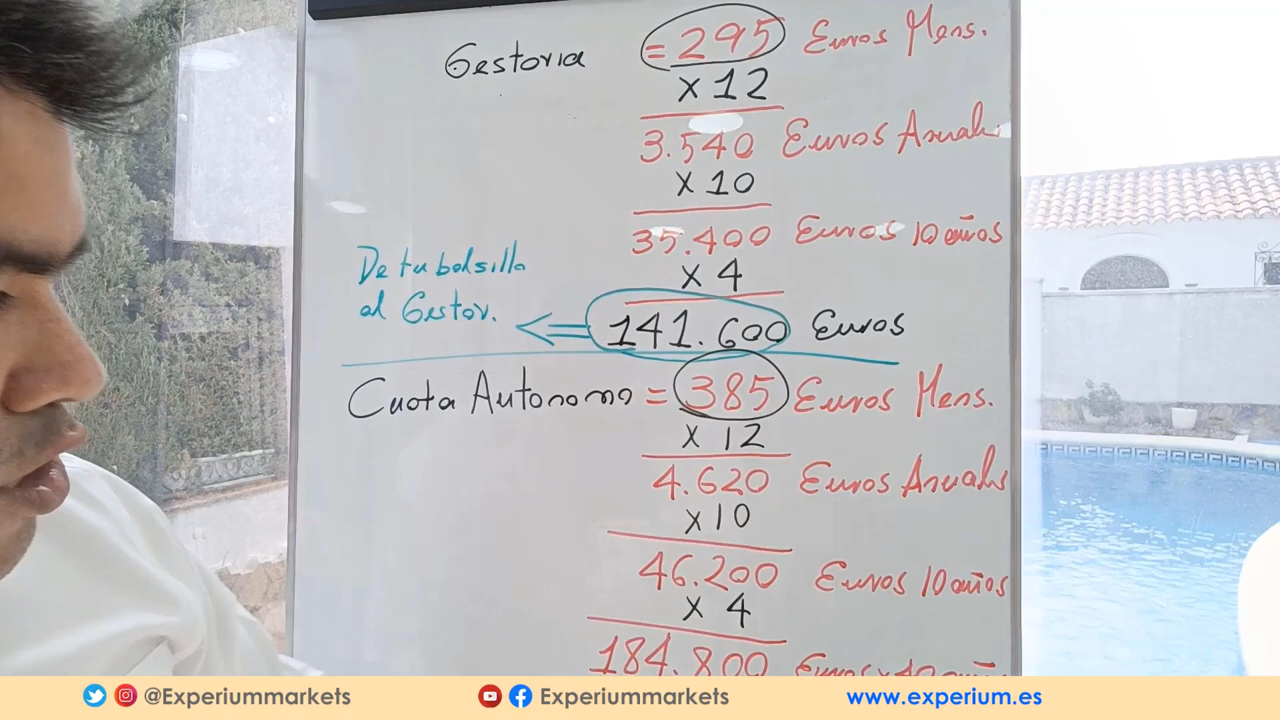 Gestoria = 295 Euros Mens.
x 12
3.540 Euros Anuales
x 10
35.400 Euros 10 años
x 4
De tu bolsillo
al Gestor.
141.600 Euros
Cuota Autonomo = 385 Euros Mens.
x 12
4.620 Euros Anuales
x 10
46.200 Euros 10 años
x 4
184.800 Euros
@Experiummarkets
Experiummarkets
www.experium.es